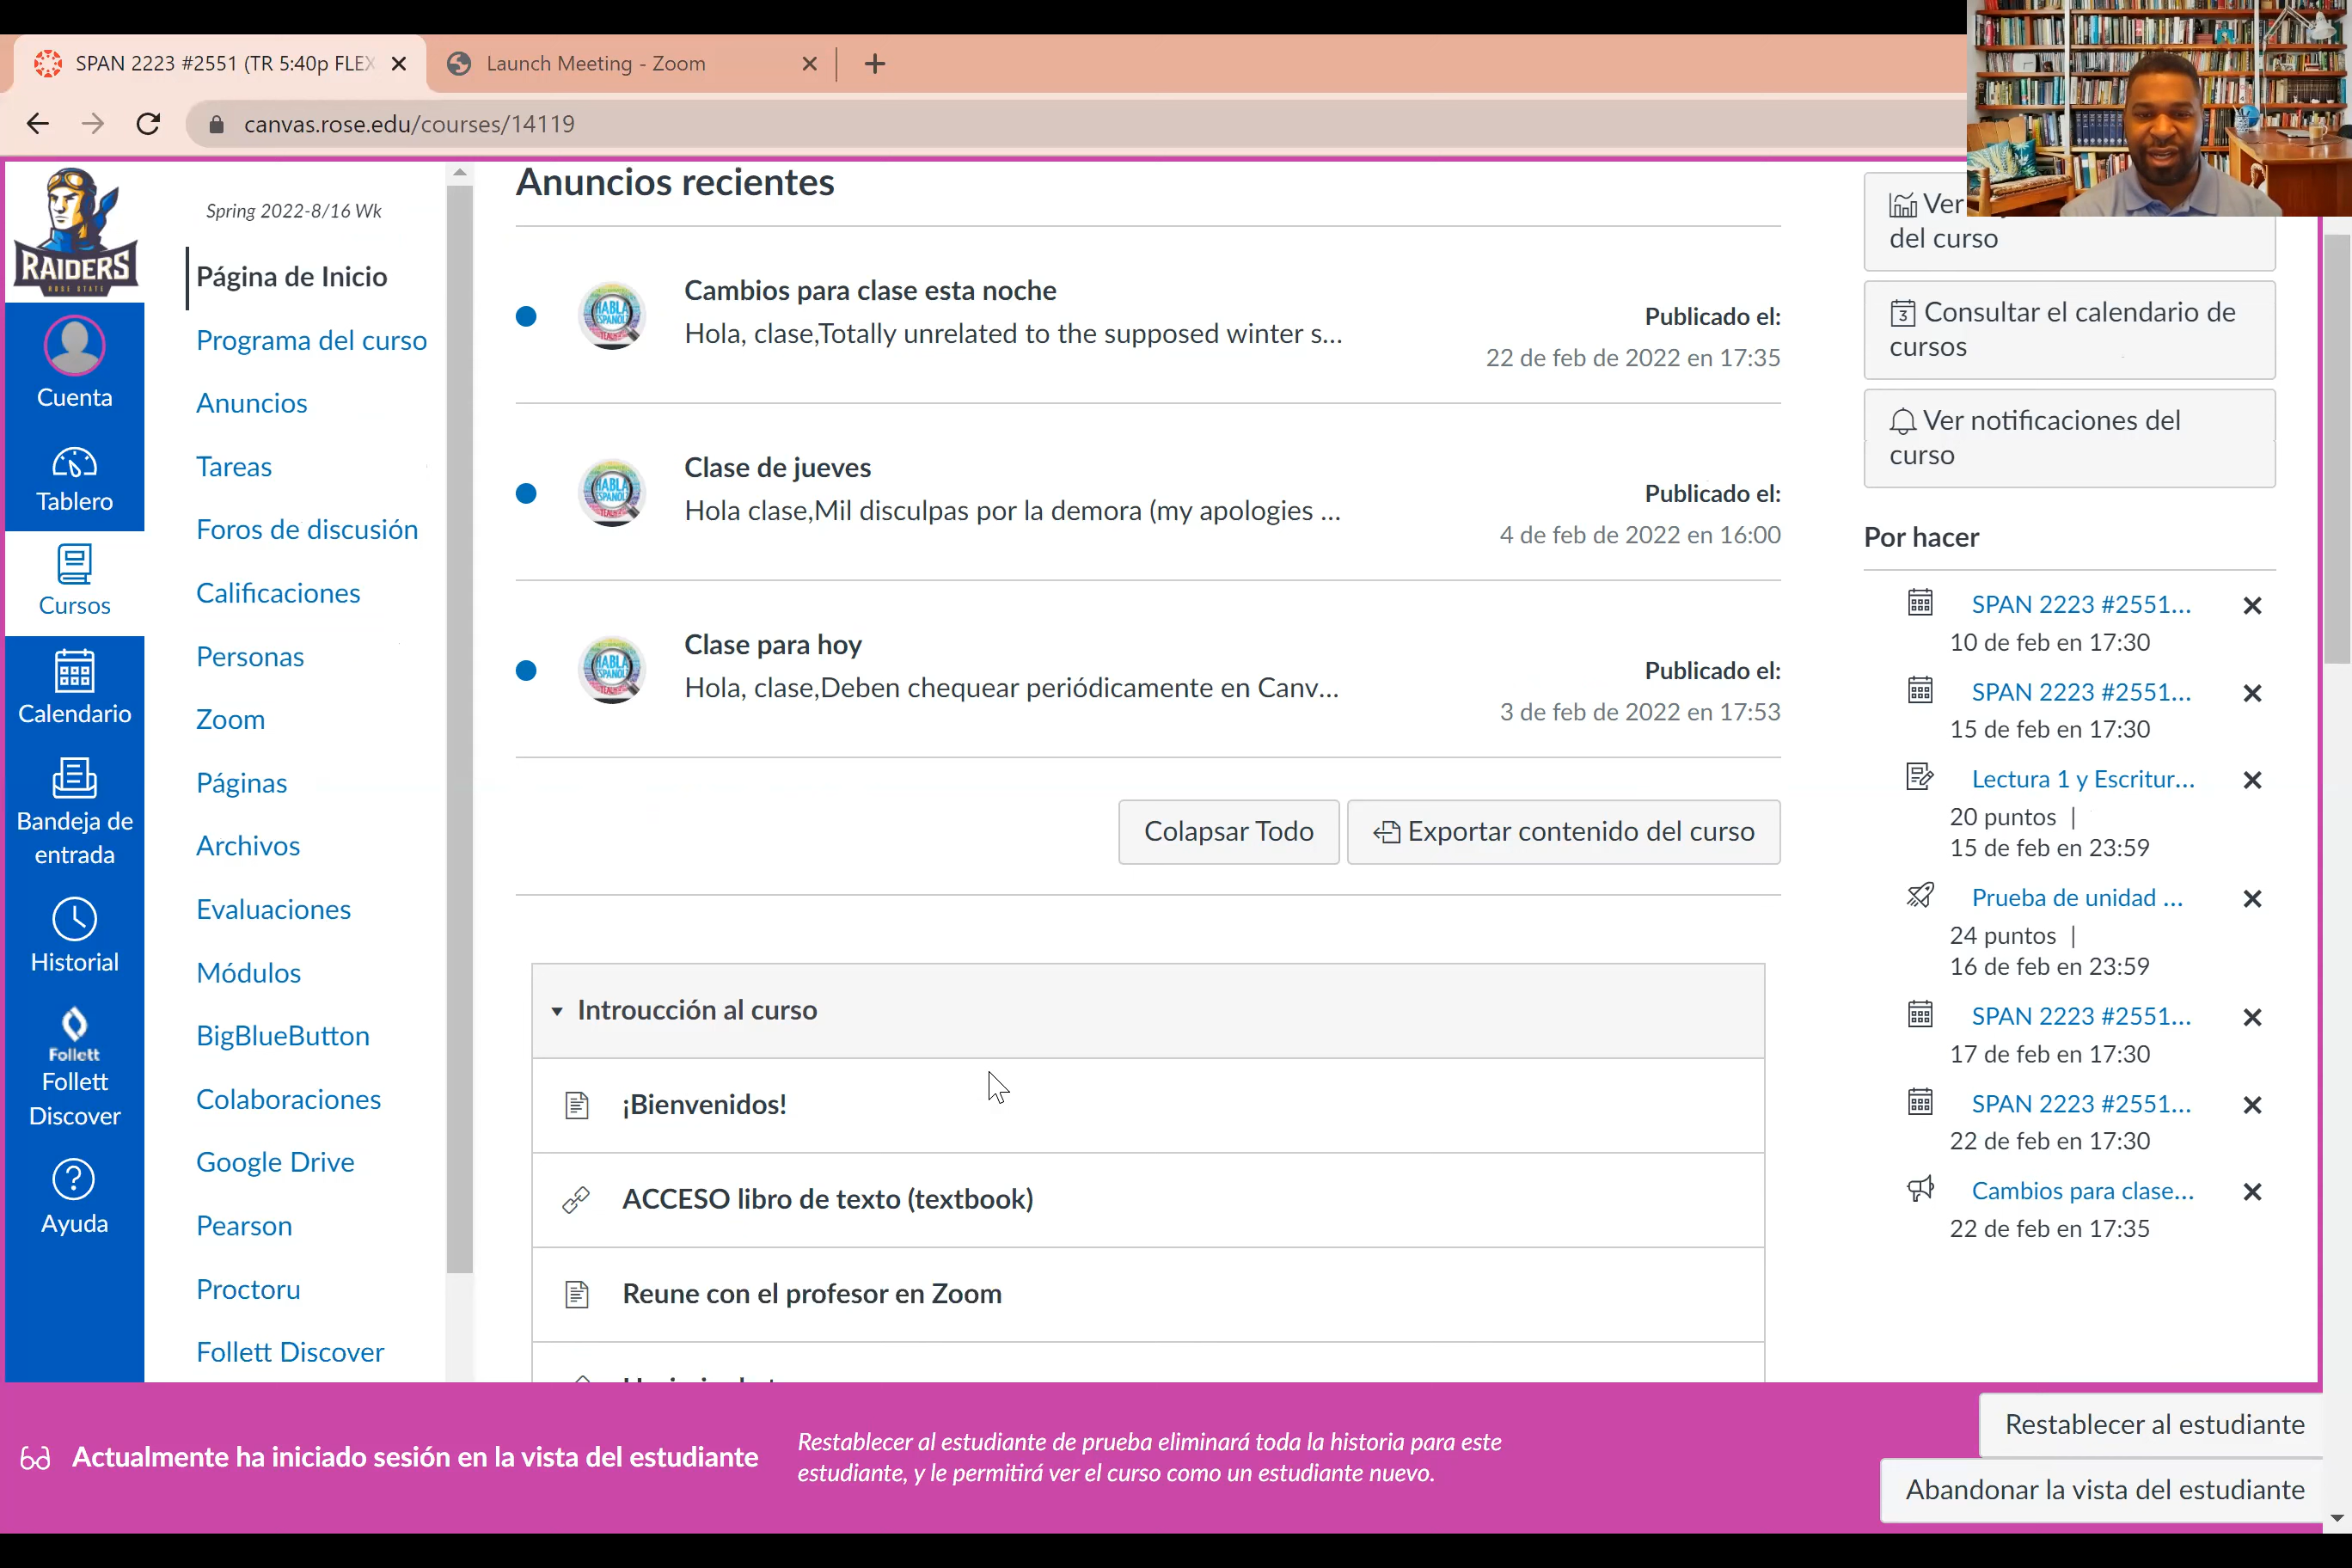 SPAN 2223 #2551 (TR 5:40p FLEX
Launch Meeting - Zoom
canvas.rose.edu/courses/14119
RAIDERS
ROSE STATE
Cuenta
Tablero
Cursos
Calendario
Bandeja de
entrada
Historial
Follett
Follett
Discover
Ayuda
Spring 2022-8/16 Wk
Página de Inicio
Programa del curso
Anuncios
Tareas
Foros de discusión
Calificaciones
Personas
Zoom
Páginas
Archivos
Evaluaciones
Módulos
BigBlueButton
Colaboraciones
Google Drive
Pearson
Proctoru
Follett Discover
Anuncios recientes
HABLA
ESPAÑOL
Cambios para clase esta noche
Hola, clase,Totally unrelated to the supposed winter s...
Publicado el:
22 de feb de 2022 en 17:35
HABLA
ESPAÑOL
Clase de jueves
Hola clase,Mil disculpas por la demora (my apologies ...
Publicado el:
4 de feb de 2022 en 16:00
HABLA
ESPAÑOL
Clase para hoy
Hola, clase,Deben chequear periódicamente en Canv...
Publicado el:
3 de feb de 2022 en 17:53
Colapsar Todo
Exportar contenido del curso
Introucción al curso
¡Bienvenidos!
ACCESO libro de texto (textbook)
Reune con el profesor en Zoom
Ver
del curso
3 Consultar el calendario de
cursos
Ver notificaciones del
curso
Por hacer
SPAN 2223 #2551...
10 de feb en 17:30
SPAN 2223 #2551...
15 de feb en 17:30
Lectura 1 y Escritur...
20 puntos |
15 de feb en 23:59
Prueba de unidad ...
24 puntos |
16 de feb en 23:59
SPAN 2223 #2551...
17 de feb en 17:30
SPAN 2223 #2551...
22 de feb en 17:30
Cambios para clase...
22 de feb en 17:35
Actualmente ha iniciado sesión en la vista del estudiante
Restablecer al estudiante de prueba eliminará toda la historia para este
estudiante, y le permitirá ver el curso como un estudiante nuevo.
Restablecer al estudiante
Abandonar la vista del estudiante